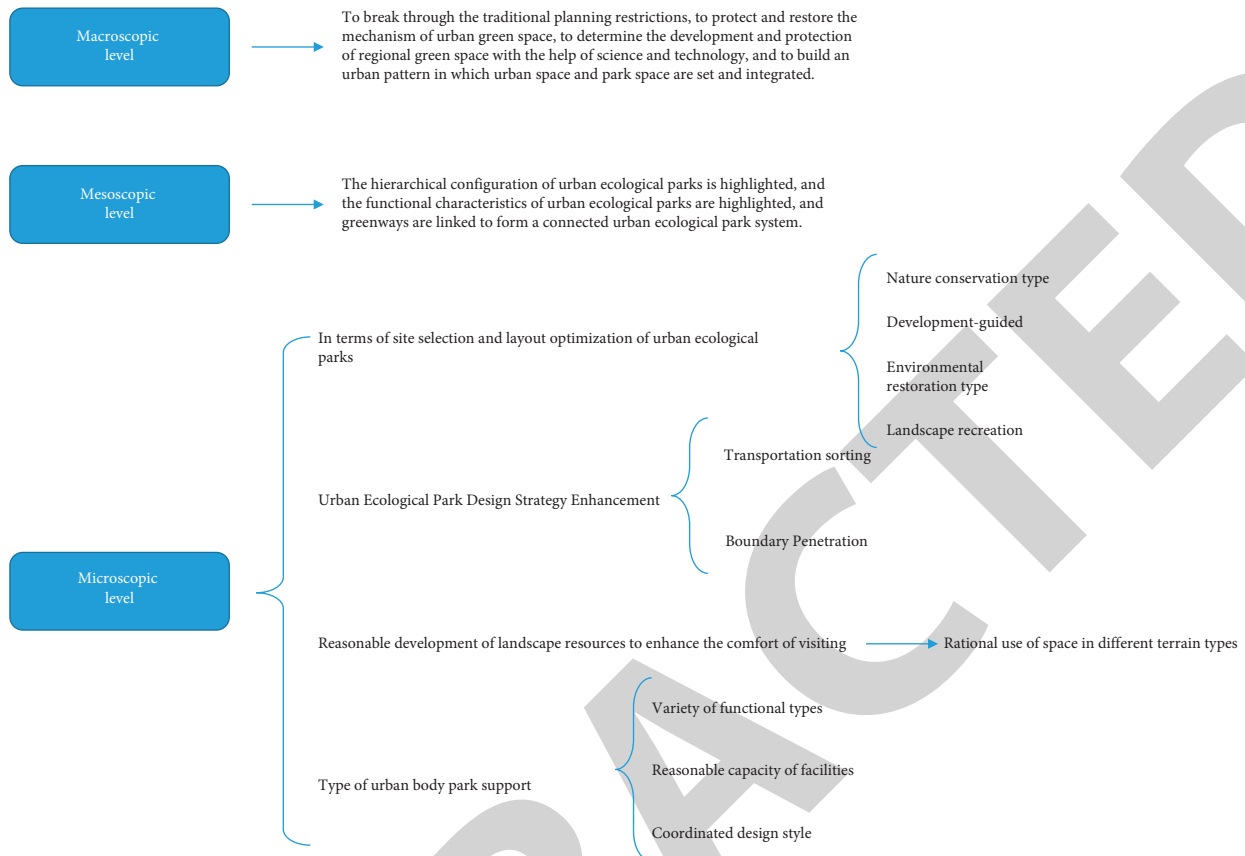 Macroscopic
level
To break through the traditional planning restrictions, to protect and restore the
mechanism of urban green space, to determine the development and protection
of regional green space with the help of science and technology, and to build an
urban pattern in which urban space and park space are set and integrated.
Mesoscopic
level
The hierarchical configuration of urban ecological parks is highlighted, and
the functional characteristics of urban ecological parks are highlighted, and
greenways are linked to form a connected urban ecological park system.
Microscopic
level
In terms of site selection and layout optimization of urban ecological
parks
Nature conservation type
Development-guided
Environmental
restoration type
Landscape recreation
Urban Ecological Park Design Strategy Enhancement
Transportation sorting
Boundary Penetration
Reasonable development of landscape resources to enhance the comfort of visiting
Rational use of space in different terrain types
Type of urban body park support
Variety of functional types
Reasonable capacity of facilities
Coordinated design style